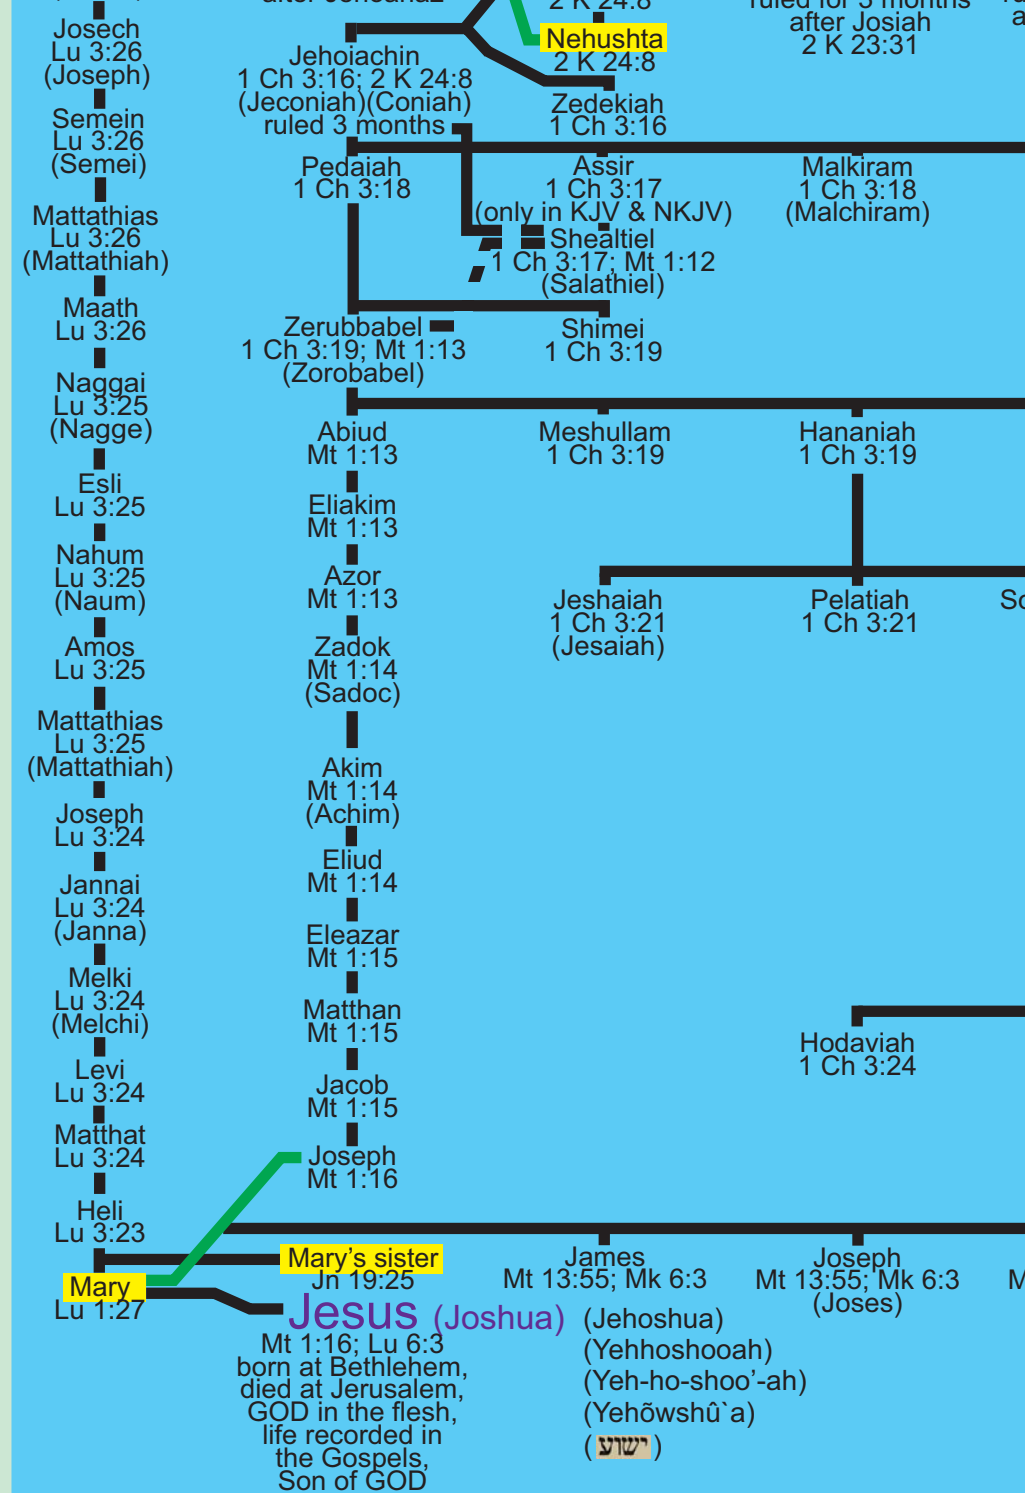 Josech
Lu 3:26
(Joseph)
Semein
Lu 3:26
(Semei)
Mattathias
Lu 3:26
(Mattathiah)
Maath
Lu 3:26
Naggai
Lu 3:25
(Nagge)
Esli
Lu 3:25
Nahum
Lu 3:25
(Naum)
Amos
Lu 3:25
Mattathias
Lu 3:25
(Mattathiah)
Joseph
Lu 3:24
Jannai
Lu 3:24
(Janna)
Melki
Lu 3:24
(Melchi)
Levi
Lu 3:24
Matthat
Lu 3:24
Heli
Lu 3:23
Mary
Lu 1:27
Jehoiachin
1 Ch 3:16; 2 K 24:8
(Jeconiah)(Coniah)
ruled 3 months
2 K 24:8
Nehushta
2 K 24:8
Zedekiah
1 Ch 3:16
ruled for 3 months
after Josiah
2 K 23:31
Pedaiah
1 Ch 3:18
Assir
1 Ch 3:17
(only in KJV & NKJV)
Shealtiel
1 Ch 3:17; Mt 1:12
(Salathiel)
Malkiram
1 Ch 3:18
(Malchiram)
Zerubbabel
1 Ch 3:19; Mt 1:13
(Zorobabel)
Shimei
1 Ch 3:19
Abiud
Mt 1:13
Meshullam
1 Ch 3:19
Hananiah
1 Ch 3:19
Eliakim
Mt 1:13
Azor
Mt 1:13
Jeshaiah
1 Ch 3:21
(Jesaiah)
Pelatiah
1 Ch 3:21
Zadok
Mt 1:14
(Sadoc)
Akim
Mt 1:14
(Achim)
Eliud
Mt 1:14
Eleazar
Mt 1:15
Matthan
Mt 1:15
Hodaviah
1 Ch 3:24
Jacob
Mt 1:15
Joseph
Mt 1:16
Mary's sister
Jn 19:25
James
Mt 13:55; Mk 6:3
Joseph
Mt 13:55; Mk 6:3
(Joses)
Jesus (Joshua)
Mt 1:16; Lu 6:3
born at Bethlehem,
died at Jerusalem,
GOD in the flesh,
life recorded in
the Gospels,
Son of GOD
(Jehoshua)
(Yehhoshooah)
(Yeh-ho-shoo'-ah)
(Yehõwshû`a)
(ישוע)